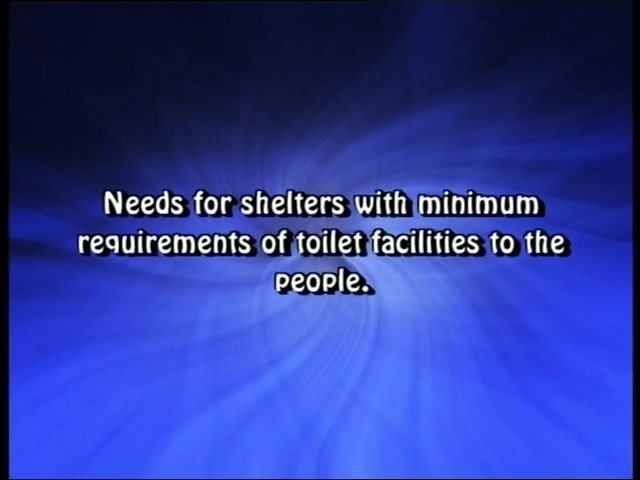 Needs for shelters with minimum
requirements of toilet facilities to the
people.